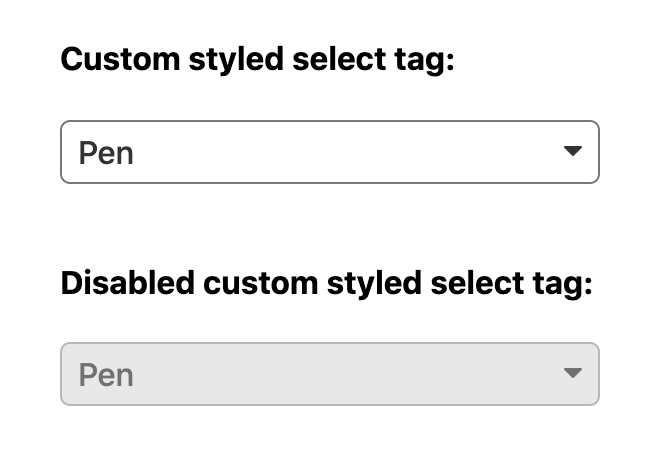 Custom styled select tag:
Pen
Disabled custom styled select tag:
Pen